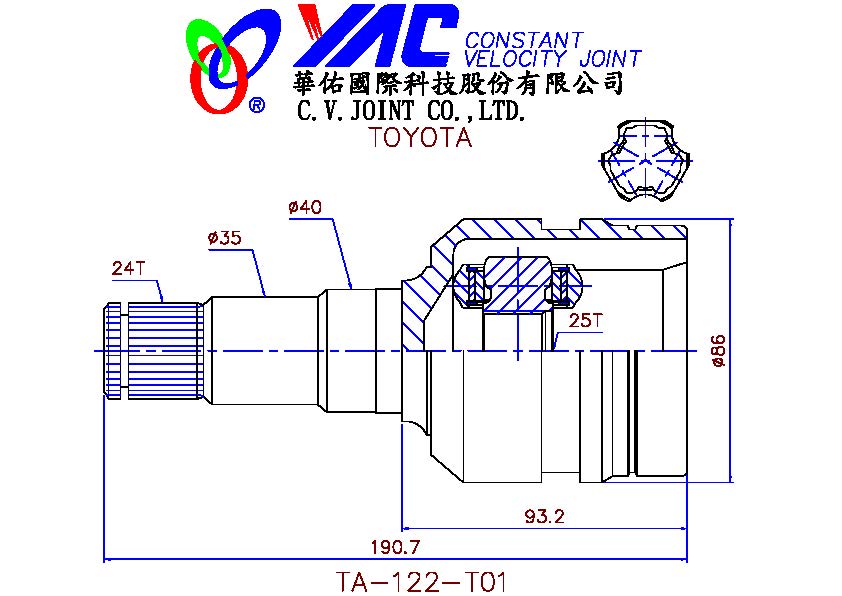 YAC CONSTANT
VELOCITY JOINT
®
華佑國際科技股份有限公司
C.V.JOINT CO.,LTD.
TOYOTA
ø40
ø35
24T
25T
ø86
93.2
190.7
TA-122-T01